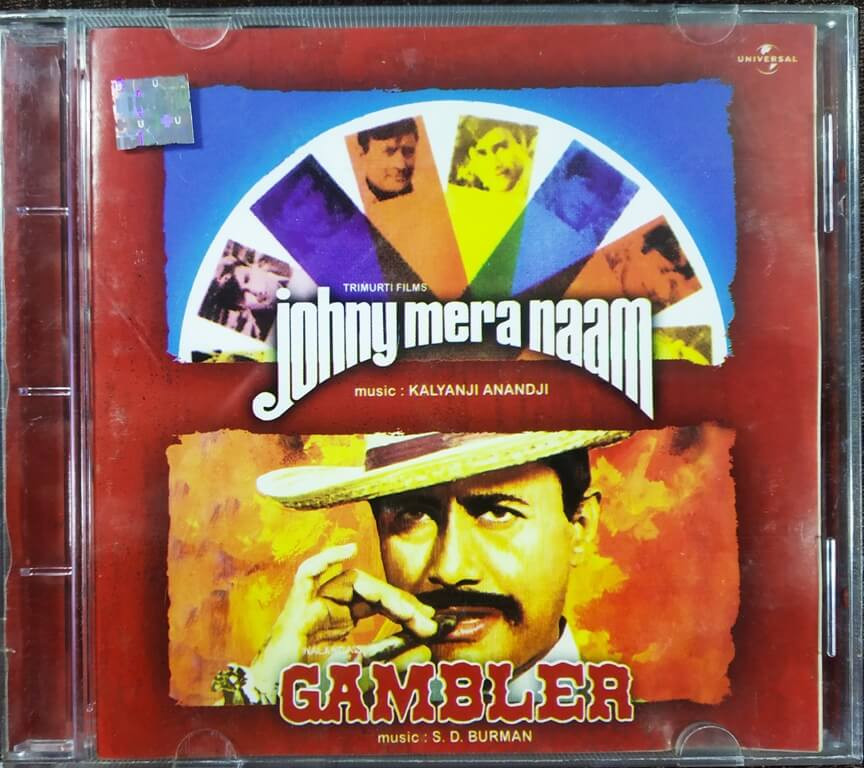 UNIVERSAL
TRIMURTI FILMS
johny mera naam
music : KALYANJI ANANDJI
GAMBLER
music : S. D. BURMAN